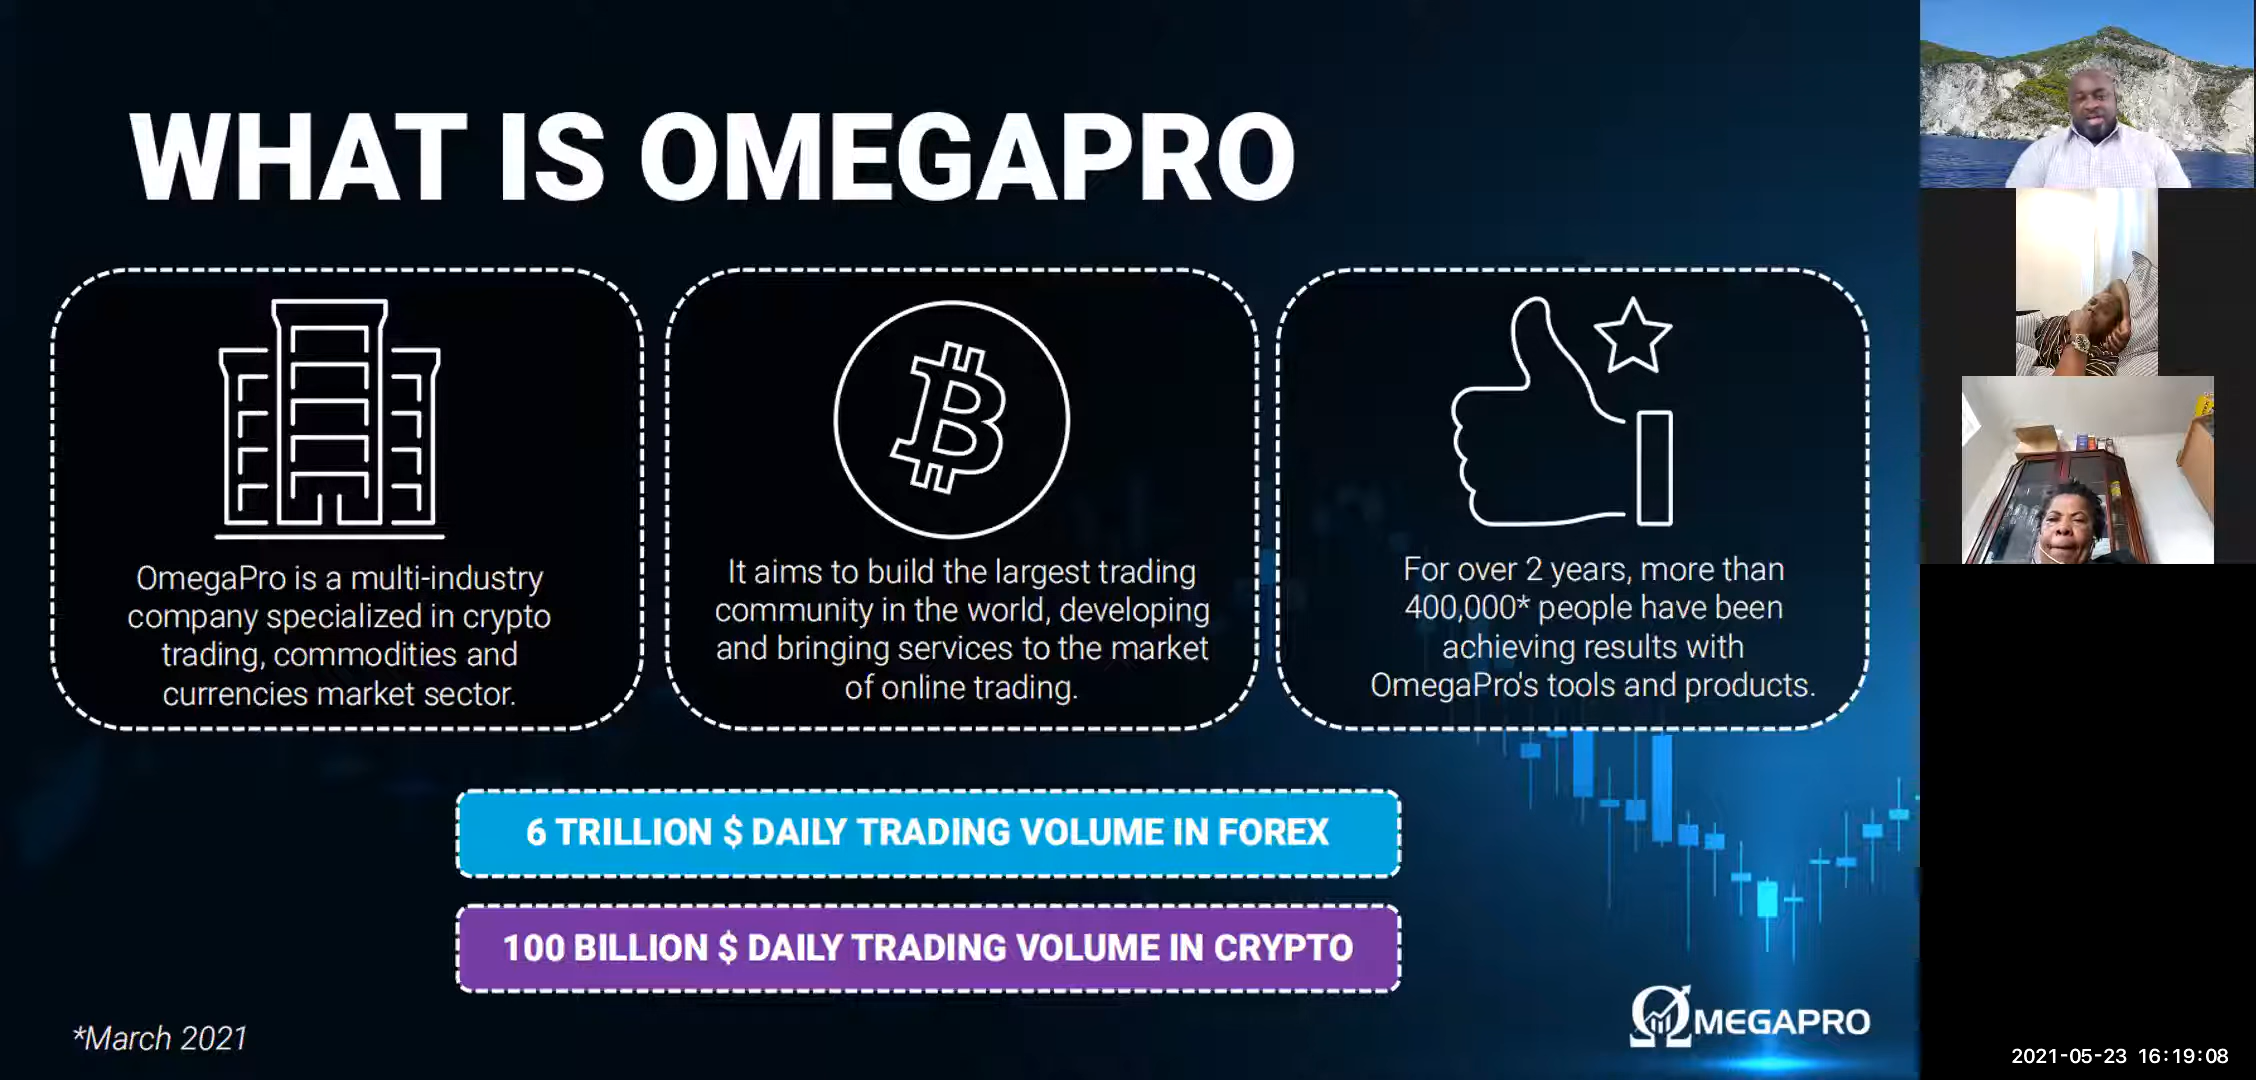 WHAT IS OMEGAPRO
OmegaPro is a multi-industry
company specialized in crypto
trading, commodities and
currencies market sector.
It aims to build the largest trading
community in the world, developing
and bringing services to the market
of online trading.
For over 2 years, more than
400,000* people have been
achieving results with
OmegaPro's tools and products.
6 TRILLION $ DAILY TRADING VOLUME IN FOREX
100 BILLION $ DAILY TRADING VOLUME IN CRYPTO
*March 2021
ΩMEGAPRO
2021-05-23 16:19:08